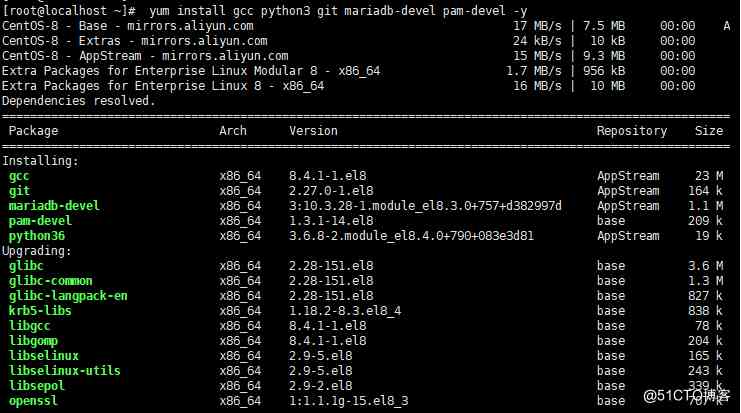 [root@localhost ~]#  yum install gcc python3 git mariadb-devel pam-devel -y
CentOS-8 - Base - mirrors.aliyun.com 17 MB/s | 7.5 MB 00:00 A
CentOS-8 - Extras - mirrors.aliyun.com 24 kB/s | 10 kB 00:00
CentOS-8 - AppStream - mirrors.aliyun.com 15 MB/s | 9.3 MB 00:00
Extra Packages for Enterprise Linux Modular 8 - x86_64 1.7 MB/s | 956 kB 00:00
Extra Packages for Enterprise Linux 8 - x86_64 16 MB/s | 10 MB 00:00
Dependencies resolved.
Package Arch Version Repository Size
Installing:
gcc x86_64 8.4.1-1.el8 AppStream 23 M
git x86_64 2.27.0-1.el8 AppStream 164 k
mariadb-devel x86_64 3:10.3.28-1.module_el8.3.0+757+d382997d AppStream 1.1 M
pam-devel x86_64 1.3.1-14.el8 base 209 k
python36 x86_64 3.6.8-2.module_el8.4.0+790+083e3d81 AppStream 19 k
Upgrading:
glibc x86_64 2.28-151.el8 base 3.6 M
glibc-common x86_64 2.28-151.el8 base 1.3 M
glibc-langpack-en x86_64 2.28-151.el8 base 827 k
krb5-libs x86_64 1.18.2-8.3.el8_4 base 838 k
libgcc x86_64 8.4.1-1.el8 base 78 k
libgomp x86_64 8.4.1-1.el8 base 204 k
libselinux x86_64 2.9-5.el8 base 165 k
libselinux-utils x86_64 2.9-5.el8 base 243 k
libsepol x86_64 2.9-2.el8 base 339 k
openssl x86_64 1:1.1.1g-15.el8_3 base 707 k
@51CTO博客